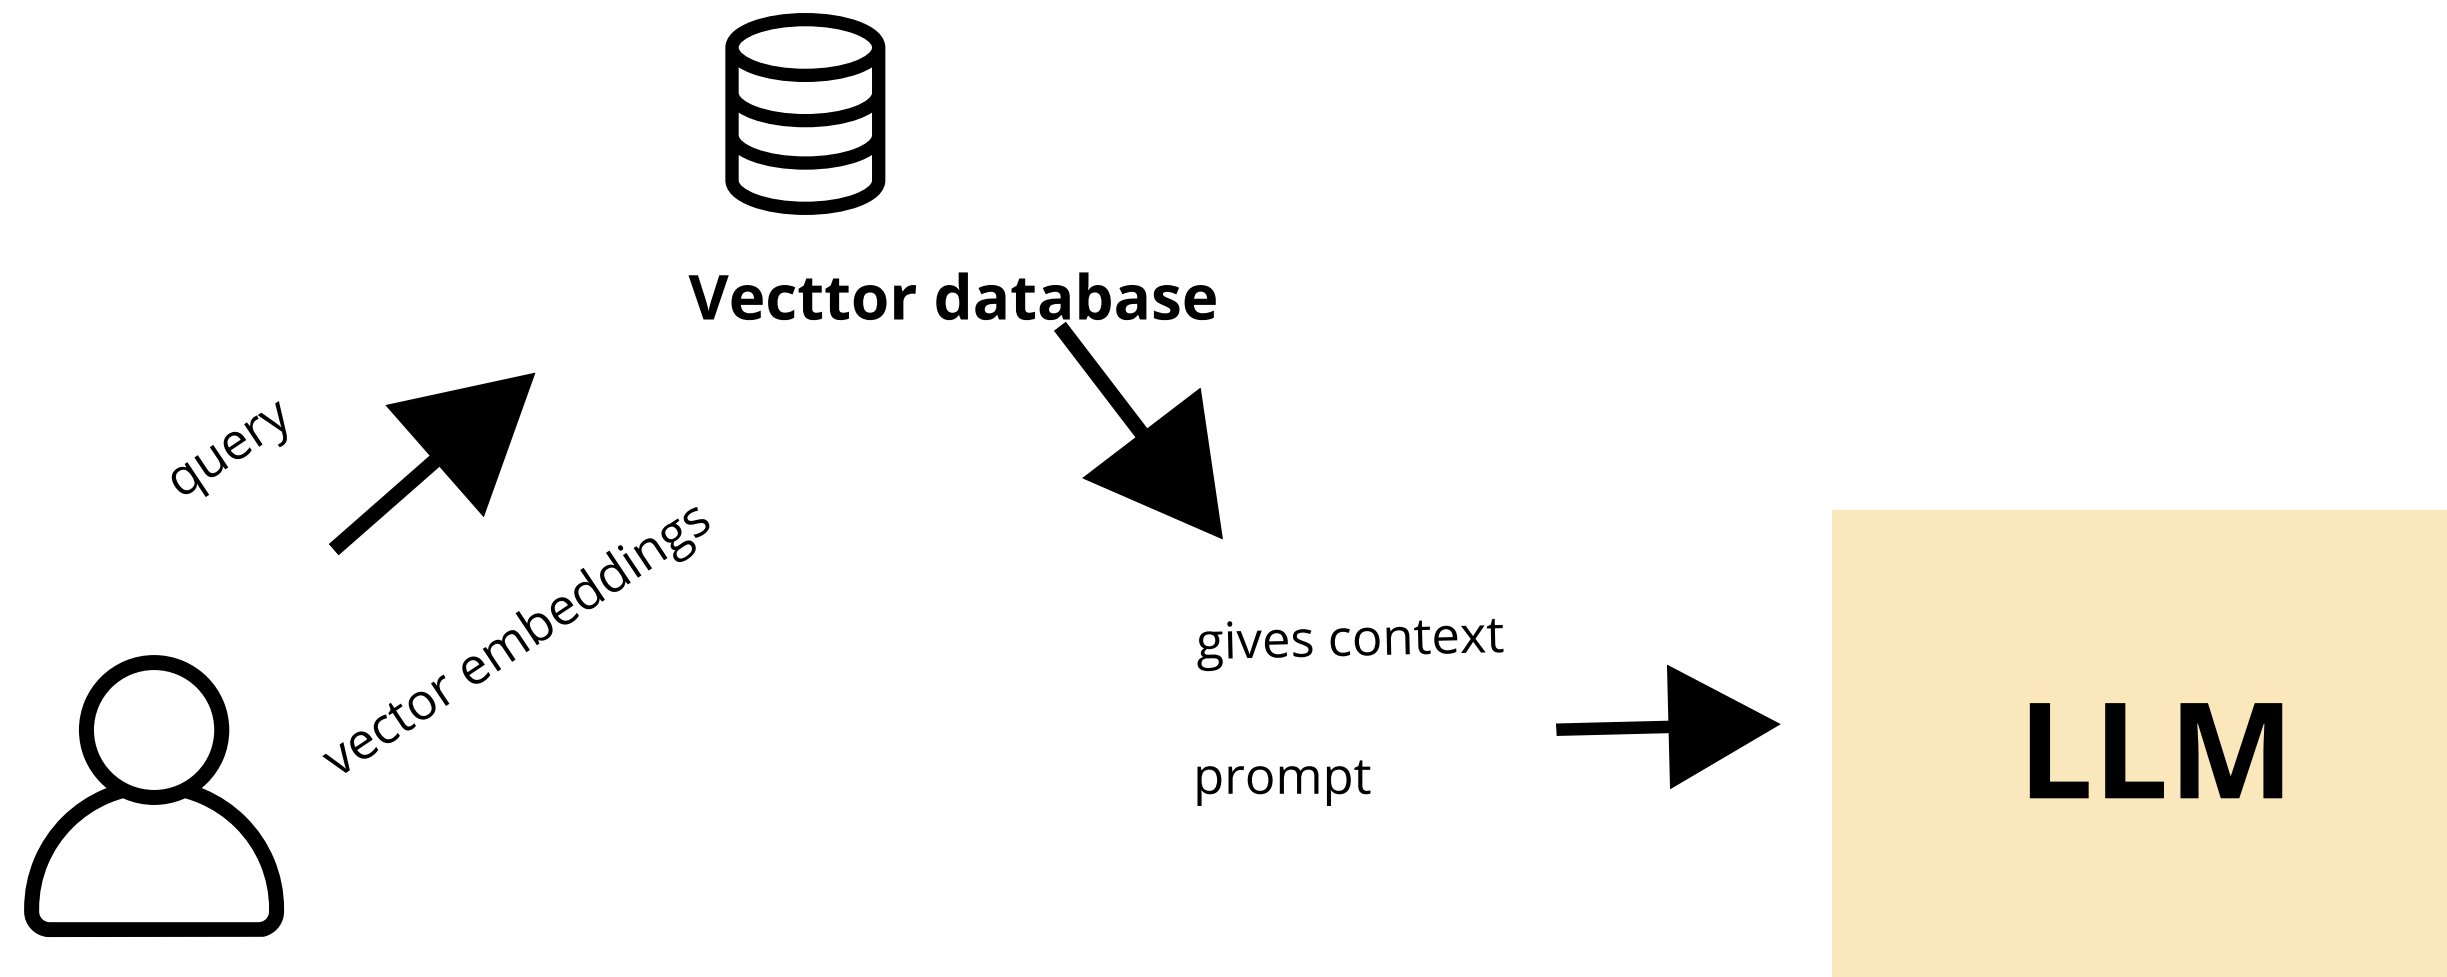 Vecttor database
query
vector embeddings
gives context
prompt
LLM